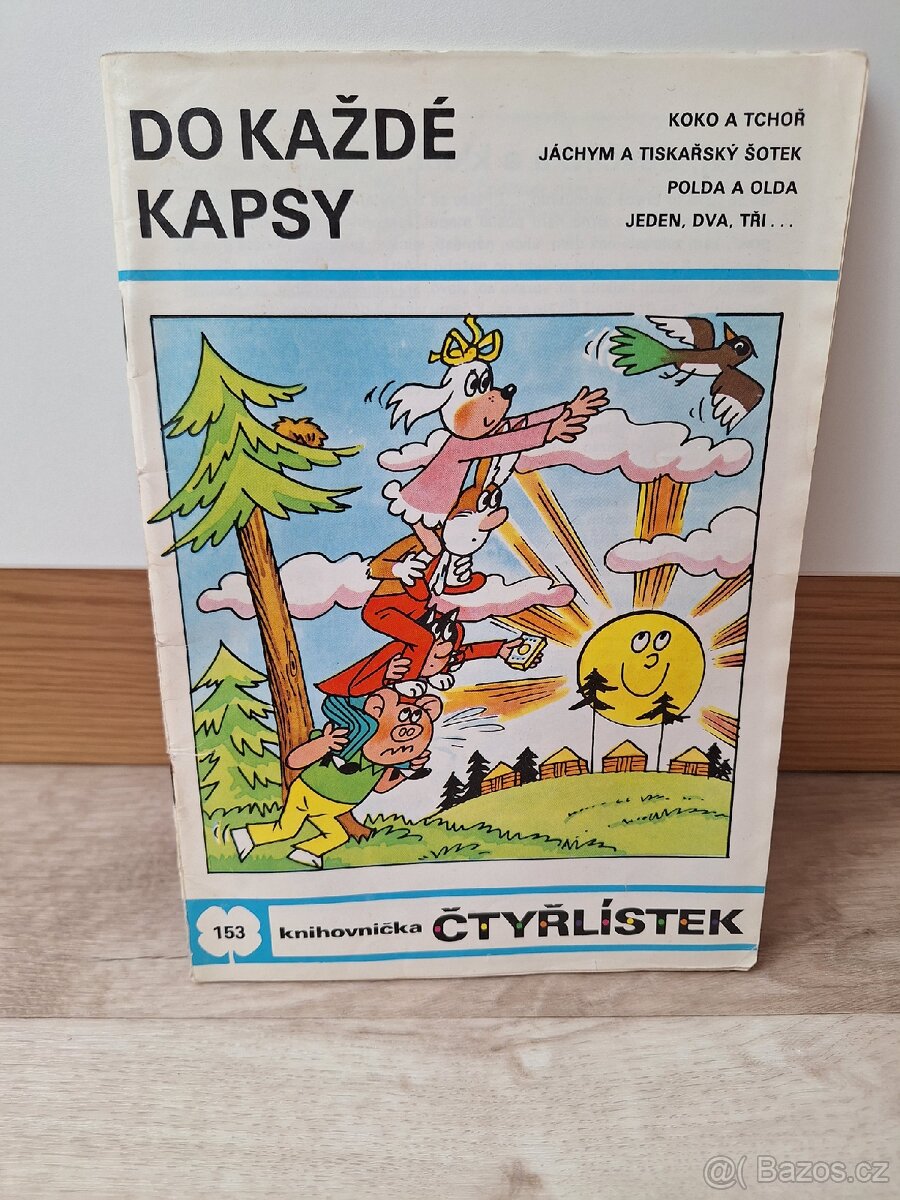 DO KAŽDÉ
KAPSY
KOKO A TCHOŘ
JÁCHYM A TISKAŘSKÝ ŠOTEK
POLDA A OLDA
JEDEN, DVA, TŘI...
153
knihovnička ČTYŘLÍSTEK
@( Bazos.cz